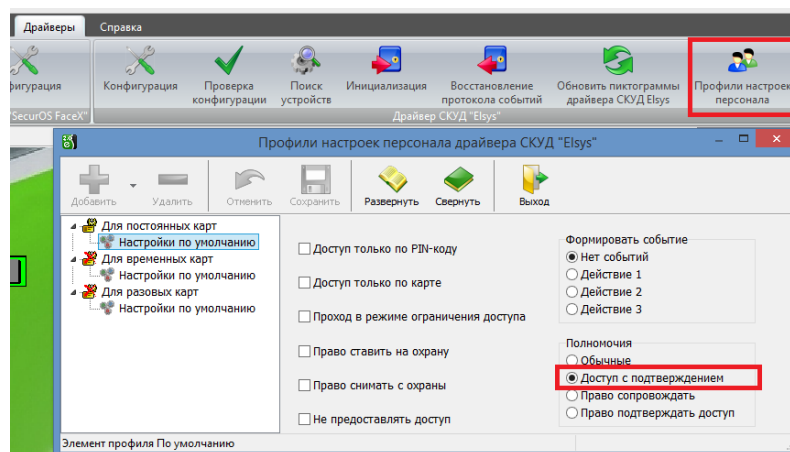 Драйверы Справка
фигурация Конфигурация Проверка конфигурации Поиск устройств Инициализация Восстановление протокола событий Обновить пиктограммы драйвера СКУД Elsys Профили настроек персонала
"SecurOS FaceX" Драйвер СКУД "Elsys"
Профили настроек персонала драйвера СКУД "Elsys"
Добавить Удалить Отменить Сохранить Развернуть Свернуть Выход
Для постоянных карт
Настройки по умолчанию
Для временных карт
Настройки по умолчанию
Для разовых карт
Настройки по умолчанию
Доступ только по PIN-коду
Доступ только по карте
Проход в режиме ограничения доступа
Право ставить на охрану
Право снимать с охраны
Не предоставлять доступ
Формировать событие
Нет событий
Действие 1
Действие 2
Действие 3
Полномочия
Обычные
Доступ с подтверждением
Право сопровождать
Право подтверждать доступ
Элемент профиля По умолчанию